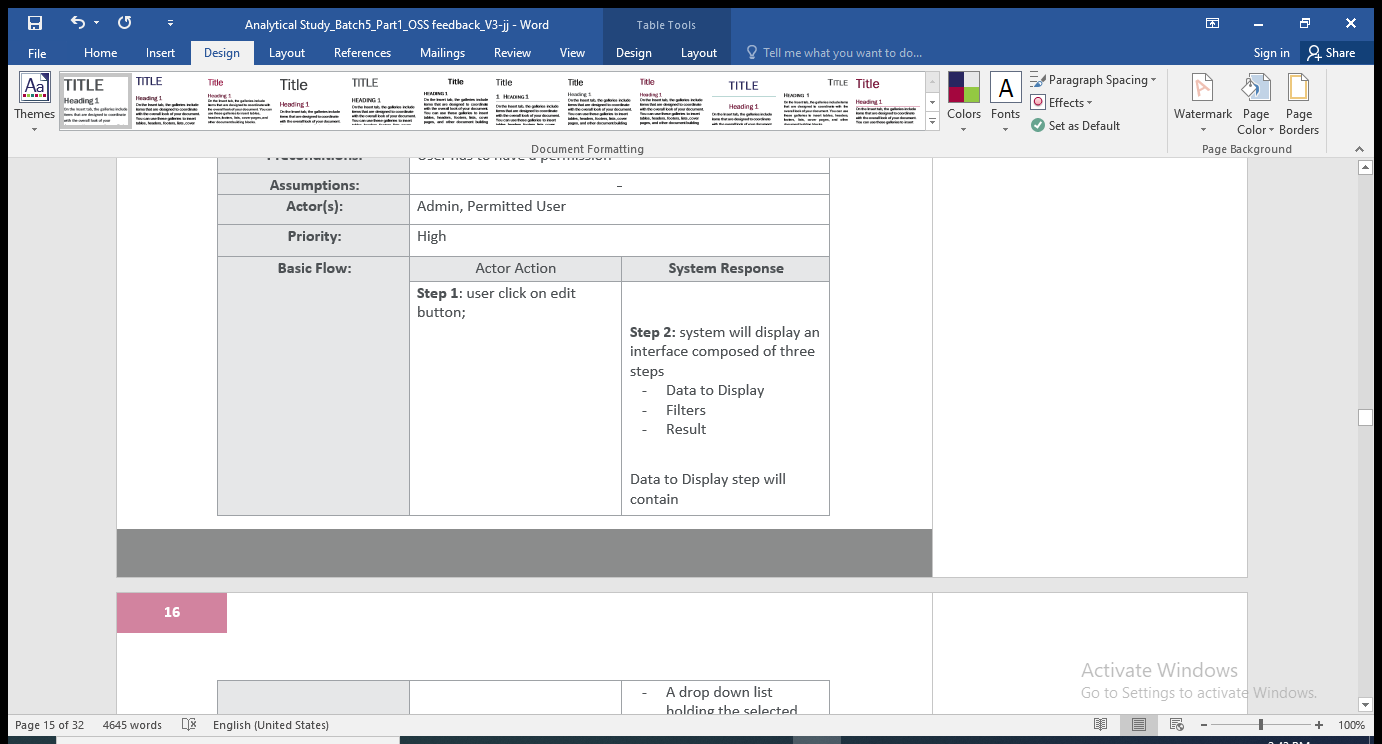 Analytical Study_Batch5_Part1_OSS feedback_V3-jj - Word
Table Tools
File Home Insert Design Layout References Mailings Review View Design Layout Tell me what you want to do... Sign in Share
Themes
TITLE TITLE Title Title TITLE Title Title Title Title TITLE TITLE Title
Heading 1 Heading 1 Heading 1 Heading 1 HEADING 1 HEADING 1 1 HEADING 1 HEADING 1 Heading 1 Heading 1 HEADING 1 Heading 1
Colors Fonts
Paragraph Spacing
Effects
Set as Default
Watermark Page Color Page Borders
Document Formatting
Page Background
User has to have a permission
Assumptions: -
Actor(s): Admin, Permitted User
Priority: High
Basic Flow: Actor Action System Response
Step 1: user click on edit
button;
Step 2: system will display an
interface composed of three
steps
- Data to Display
- Filters
- Result
Data to Display step will
contain
16
- A drop down list
holding the selected
Activate Windows
Go to Settings to activate Windows.
Page 15 of 32 4645 words English (United States) 100%